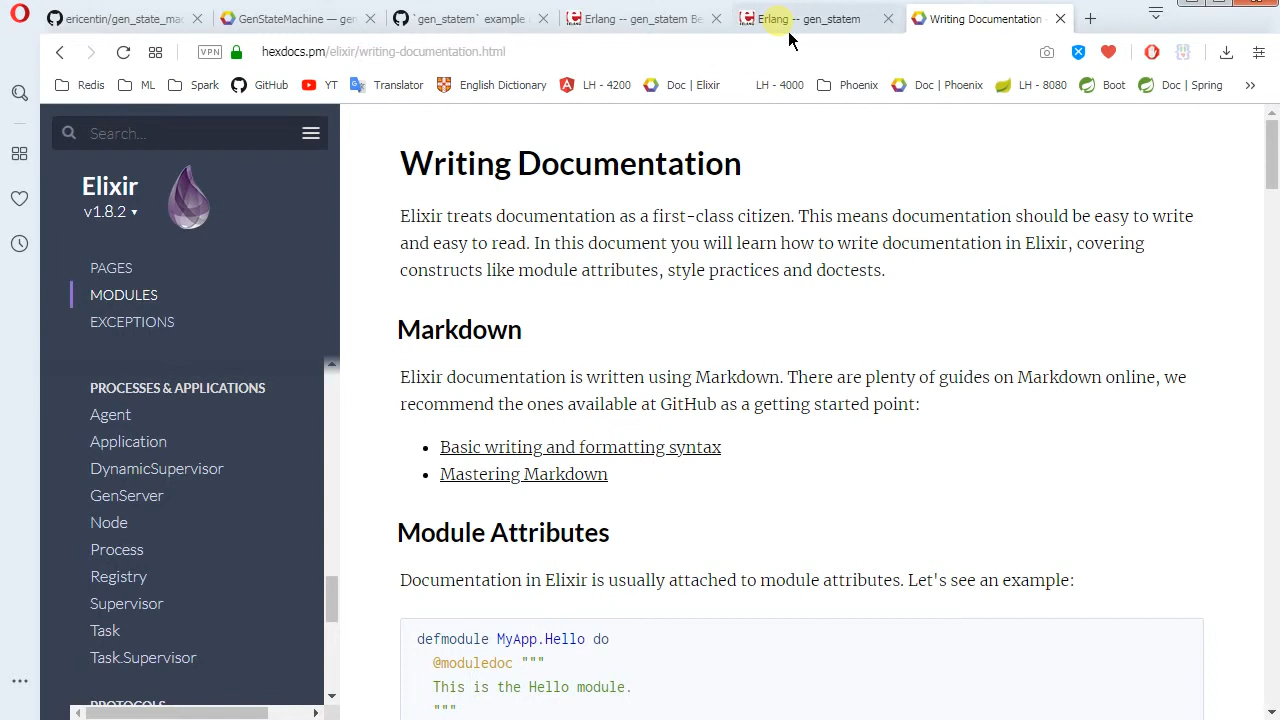 ericentin/gen_state_mac
GenStateMachine — gen
`gen_statem` example
Erlang -- gen_statem Be
Erlang -- gen_statem
Writing Documentation
VPN
hexdocs.pm/elixir/writing-documentation.html
Redis
ML
Spark
GitHub
YT
Translator
English Dictionary
LH - 4200
Doc | Elixir
LH - 4000
Phoenix
Doc | Phoenix
LH - 8080
Boot
Doc | Spring
Search...
Elixir
v1.8.2
PAGES
MODULES
EXCEPTIONS
PROCESSES & APPLICATIONS
Agent
Application
DynamicSupervisor
GenServer
Node
Process
Registry
Supervisor
Task
Task.Supervisor
PROTOCOLS
Writing Documentation
Elixir treats documentation as a first-class citizen. This means documentation should be easy to write
and easy to read. In this document you will learn how to write documentation in Elixir, covering
constructs like module attributes, style practices and doctests.
Markdown
Elixir documentation is written using Markdown. There are plenty of guides on Markdown online, we
recommend the ones available at GitHub as a getting started point:
• Basic writing and formatting syntax
• Mastering Markdown
Module Attributes
Documentation in Elixir is usually attached to module attributes. Let's see an example:
defmodule MyApp.Hello do
@moduledoc """
This is the Hello module.
"""